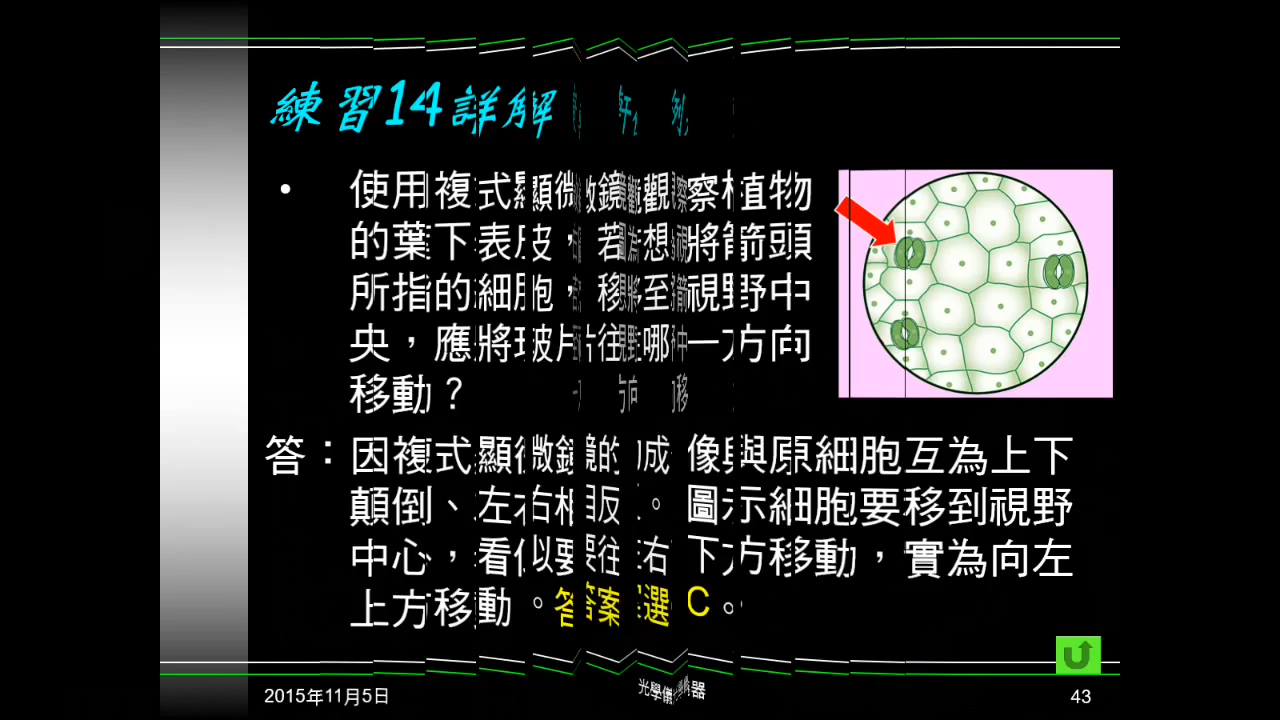 練習14詳解
• 使用複式顯微鏡觀察植物
的葉下表皮，若想將箭頭
所指的細胞，移至視野中
央，應將玻片往哪一方向
移動？
答：因複式顯微鏡的成像與原細胞互為上下
顛倒、左右相反。圖示細胞要移到視野
中心，看似要往右下方移動，實為向左
上方移動。答案選C。
2015年11月5日
光學儀器
43